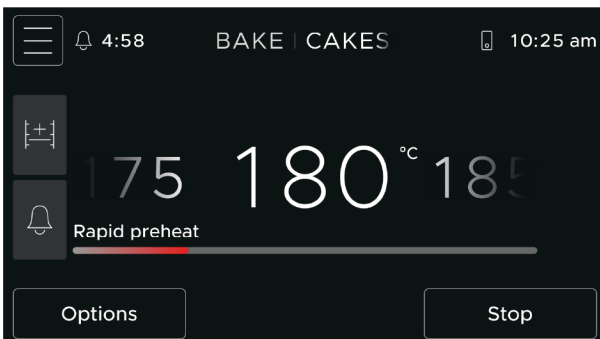 4:58 BAKE | CAKES 10:25 am
175 180 °C 185
Rapid preheat
Options Stop